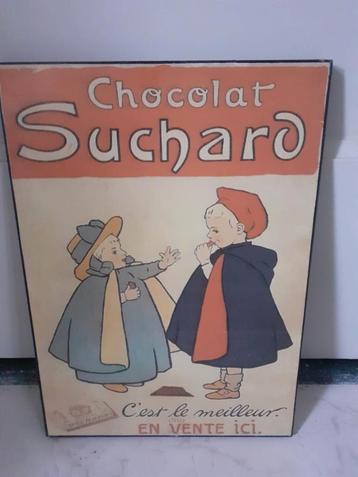 Chocolat
Suchard
C'est le meilleur.
EN VENTE ici.